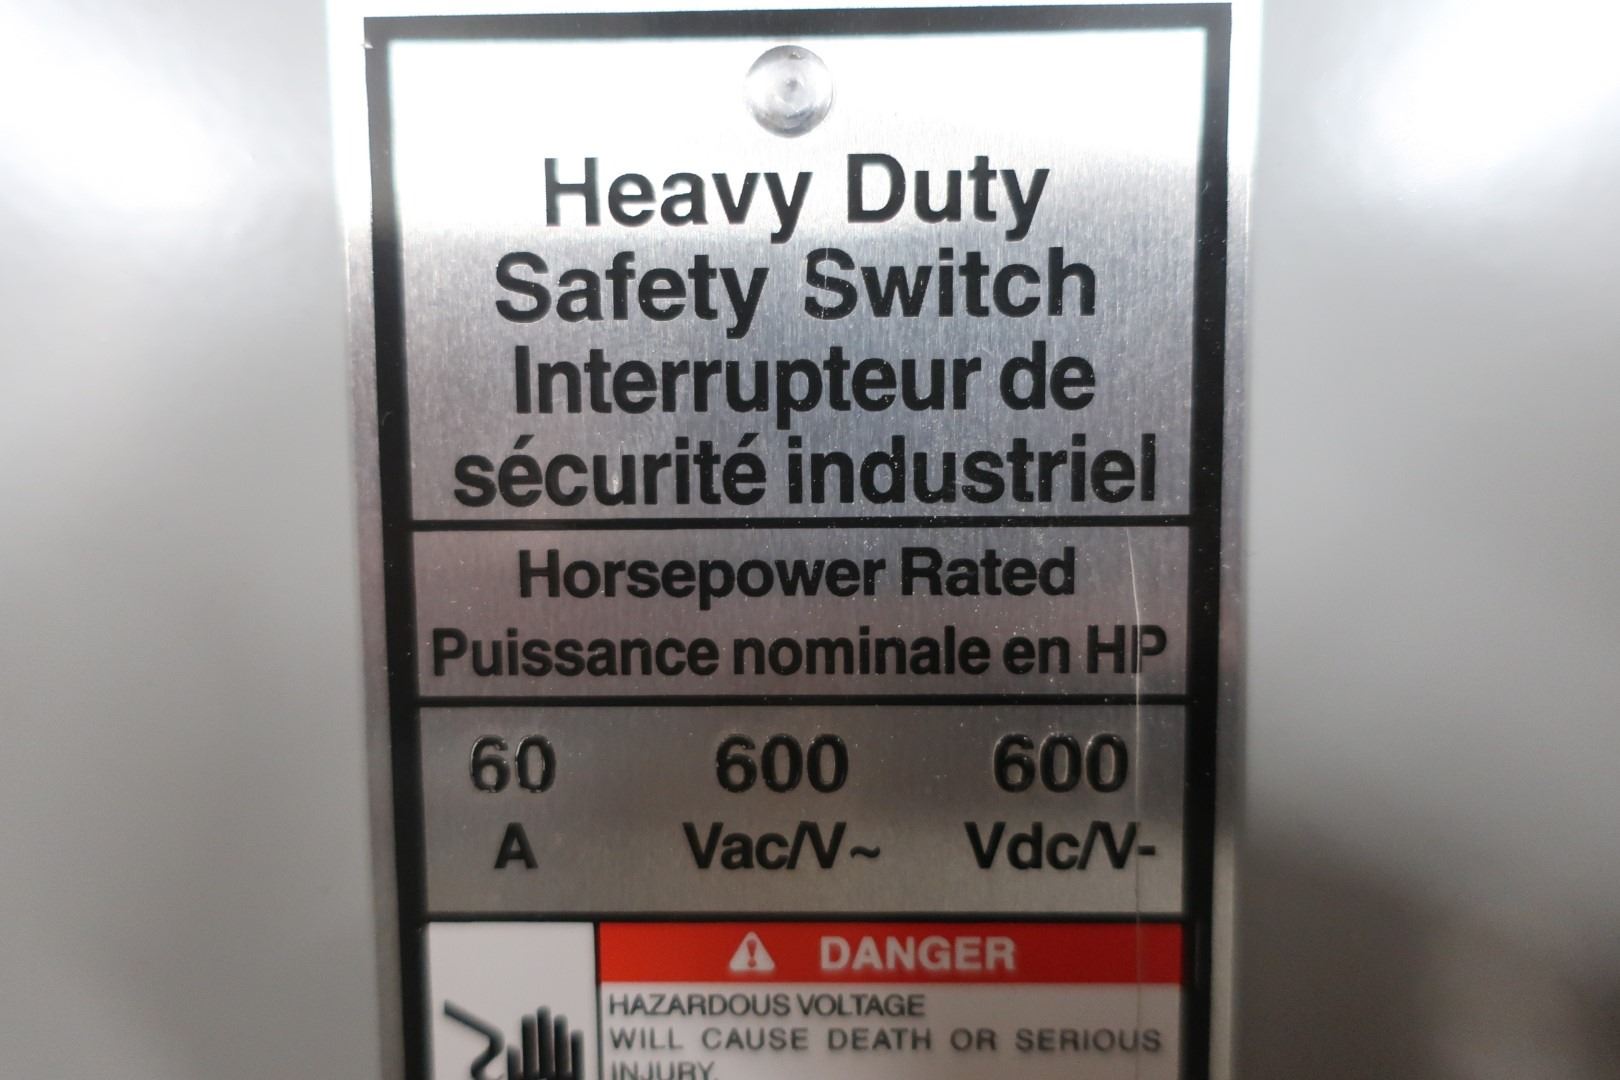 Heavy Duty
Safety Switch
Interrupteur de
sécurité industriel
Horsepower Rated
Puissance nominale en HP
60 600 600
A Vac/V~ Vdc/V-
DANGER
HAZARDOUS VOLTAGE
WILL CAUSE DEATH OR SERIOUS
INJURY.